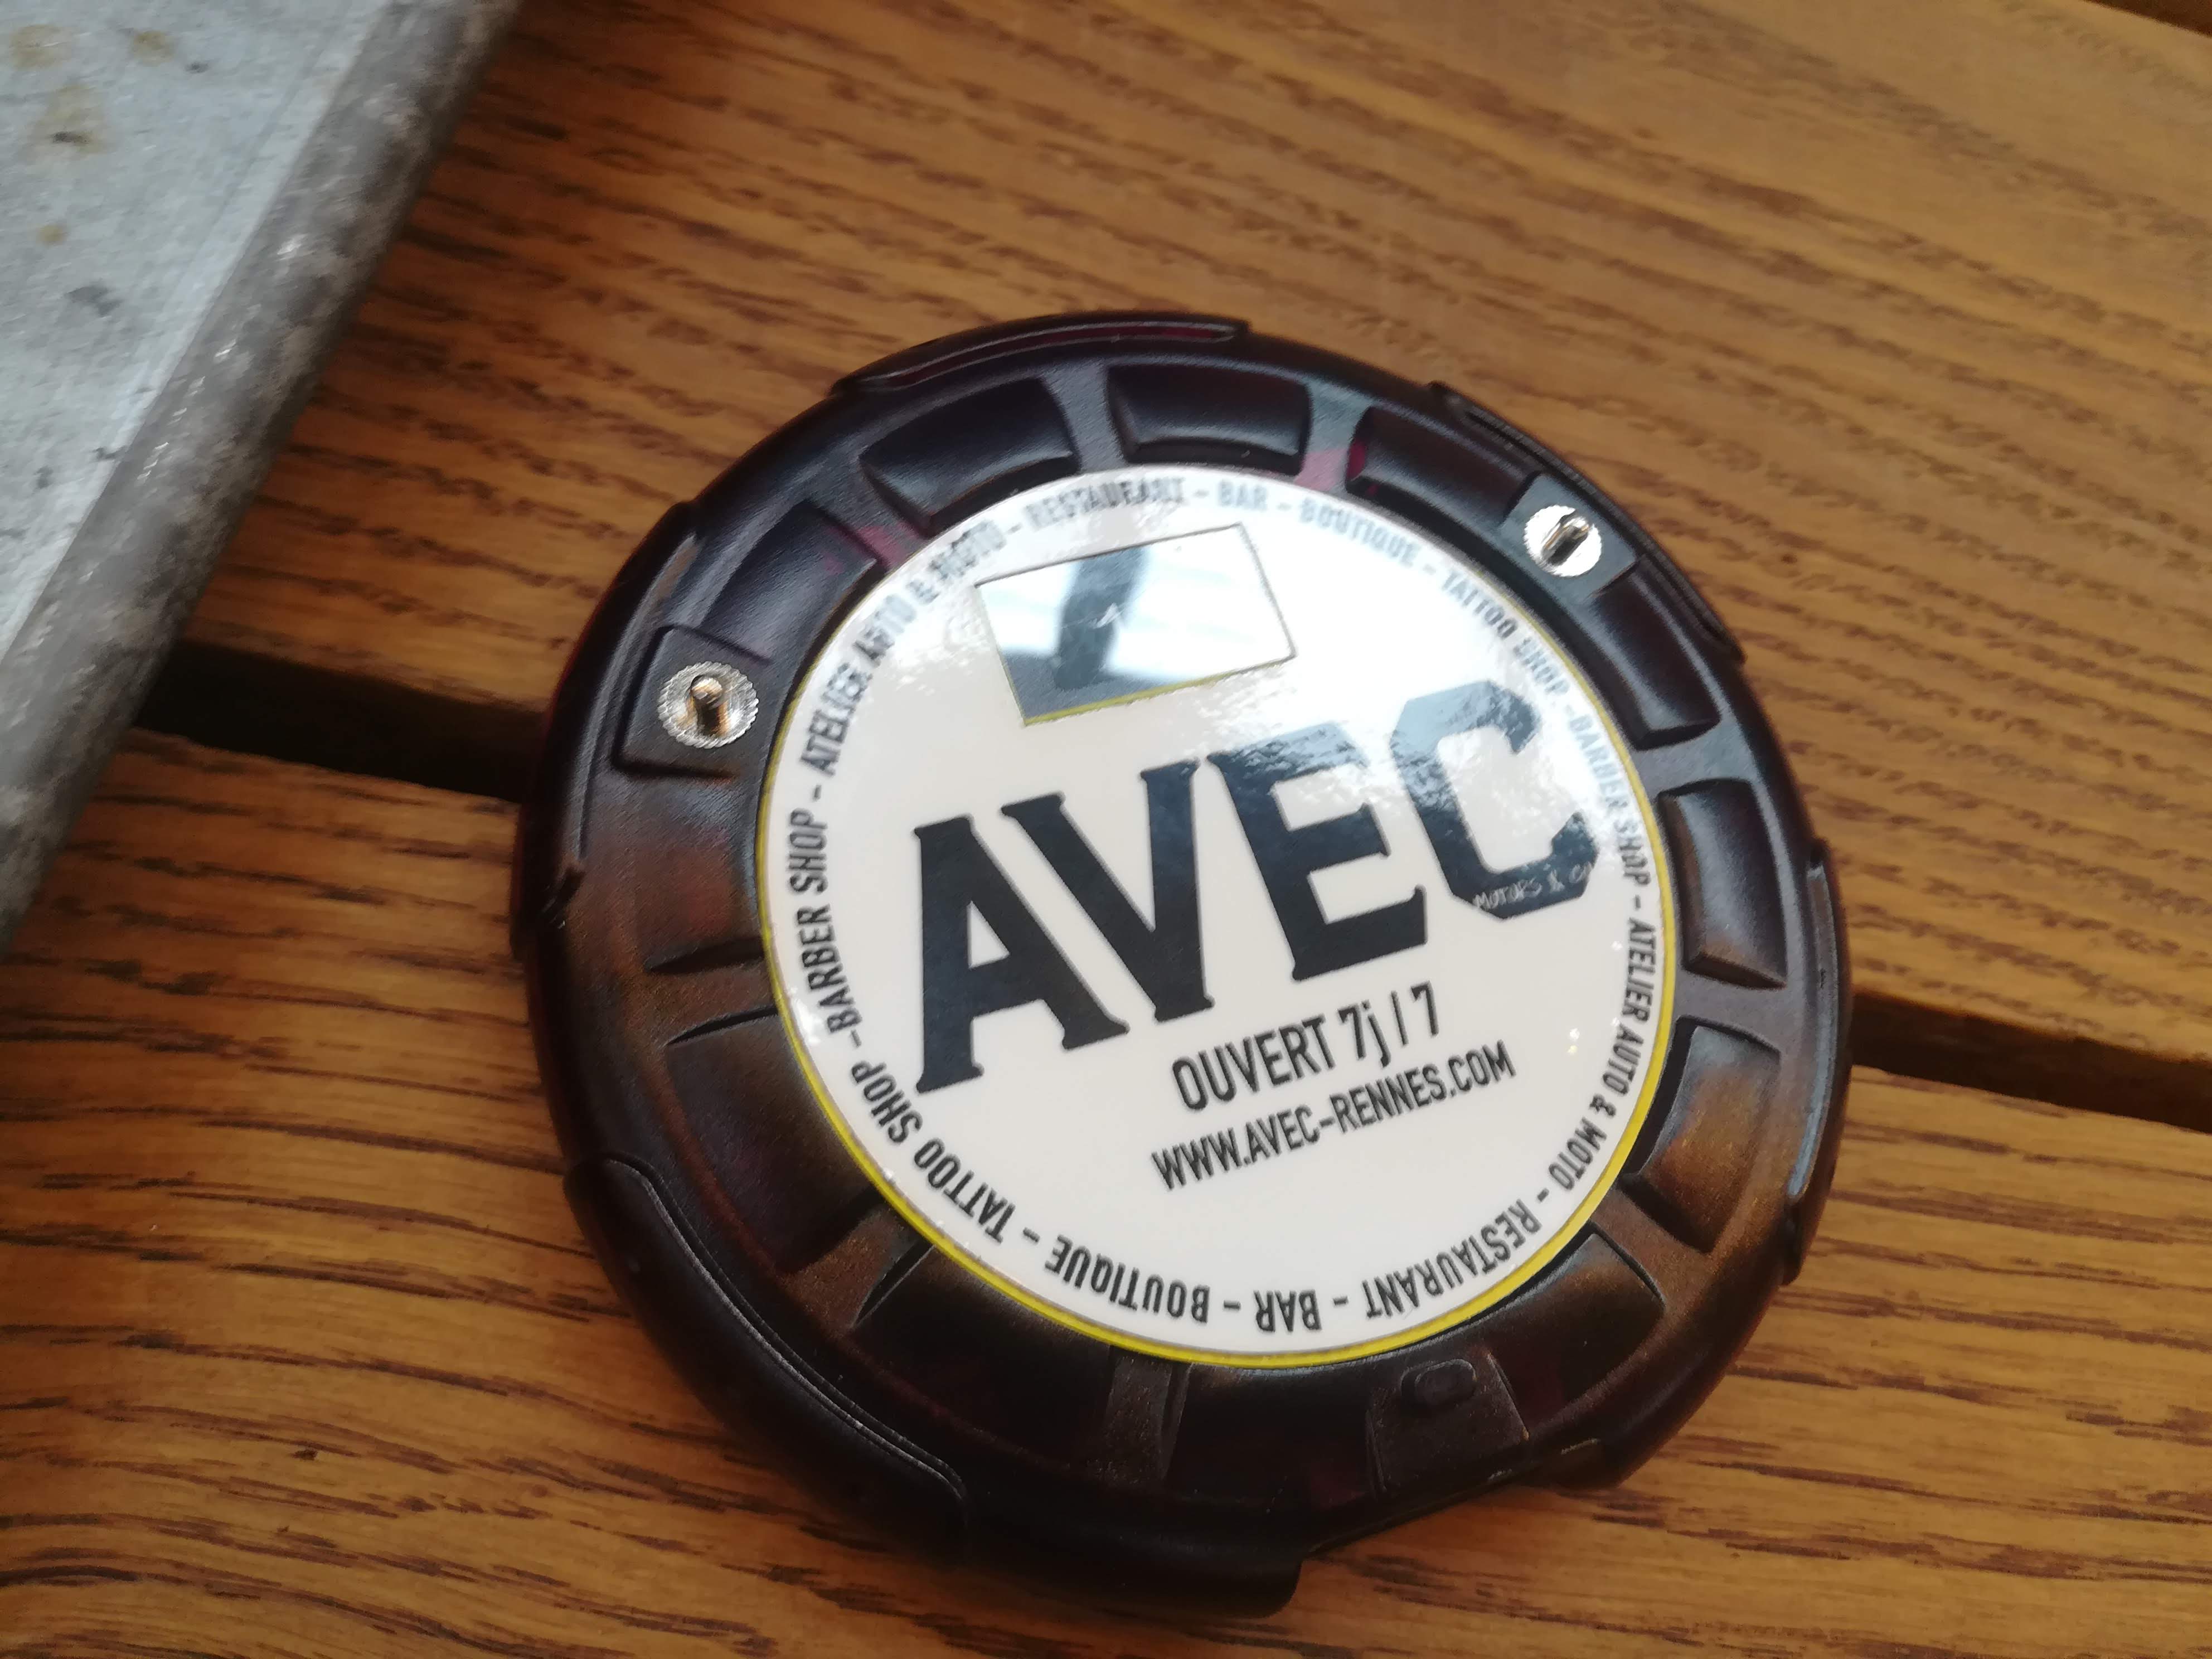 RESTAURANT - BAR - BOUTIQUE - TATTOO SHOP - BARBER SHOP - ATELIER AUTO & MOTO - RESTAURANT - BAR - BOUTIQUE - TATTOO SHOP - BARBER SHOP - ATELIER AUTO & MOTO -
AVEC
MOTORS &
OUVERT 7j / 7
WWW.AVEC-RENNES.COM